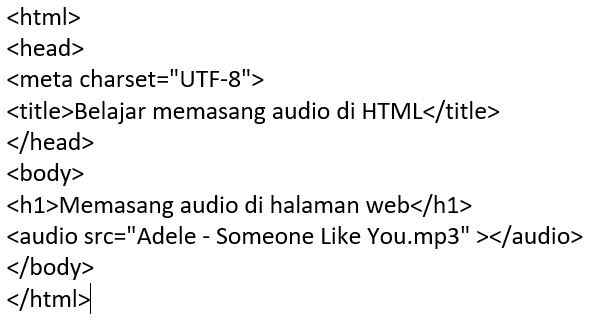 <html>
<head>
<meta charset="UTF-8">
<title>Belajar memasang audio di HTML</title>
</head>
<body>
<h1>Memasang audio di halaman web</h1>
<audio src="Adele - Someone Like You.mp3" ></audio>
</body>
</html>